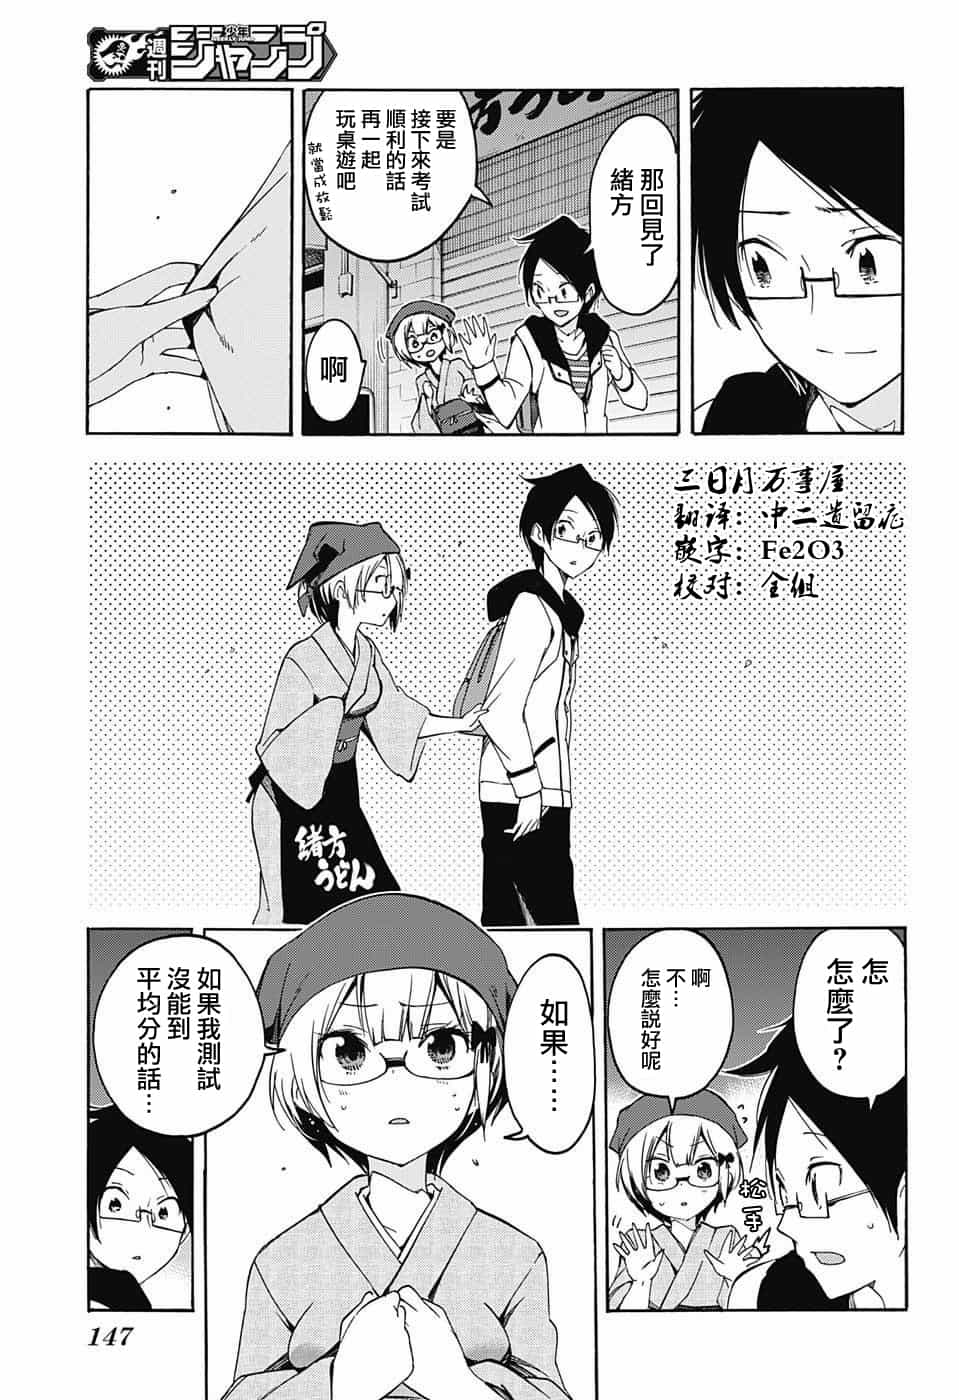 週刊
少年
ジャンプ
那回見了
緒方
要是
接下來考試
順利的話
再一起
玩桌遊吧
就當成放鬆
啊
三日月万事屋
翻译：中二遗留症
嵌字：Fe2O3
校对：全组
緒方
うどん
怎
怎麼了？
啊
不…
怎麼說好呢
松手
如果……
如果我測試
沒能到
平均分的話…
147